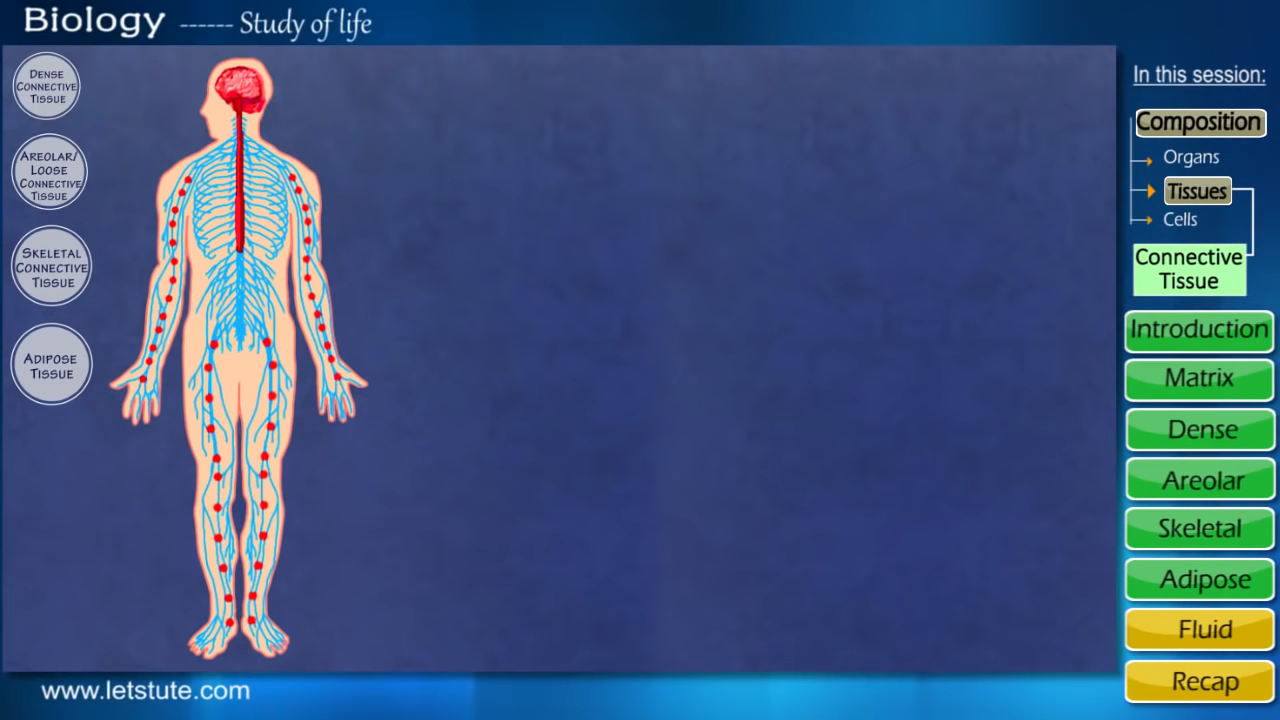 Biology ------ Study of life
DENSE
CONNECTIVE
TISSUE
AREOLAR/
LOOSE
CONNECTIVE
TISSUE
SKELETAL
CONNECTIVE
TISSUE
ADIPOSE
TISSUE
In this session:
Composition
Organs
Tissues
Cells
Connective
Tissue
Introduction
Matrix
Dense
Areolar
Skeletal
Adipose
Fluid
Recap
www.letstute.com